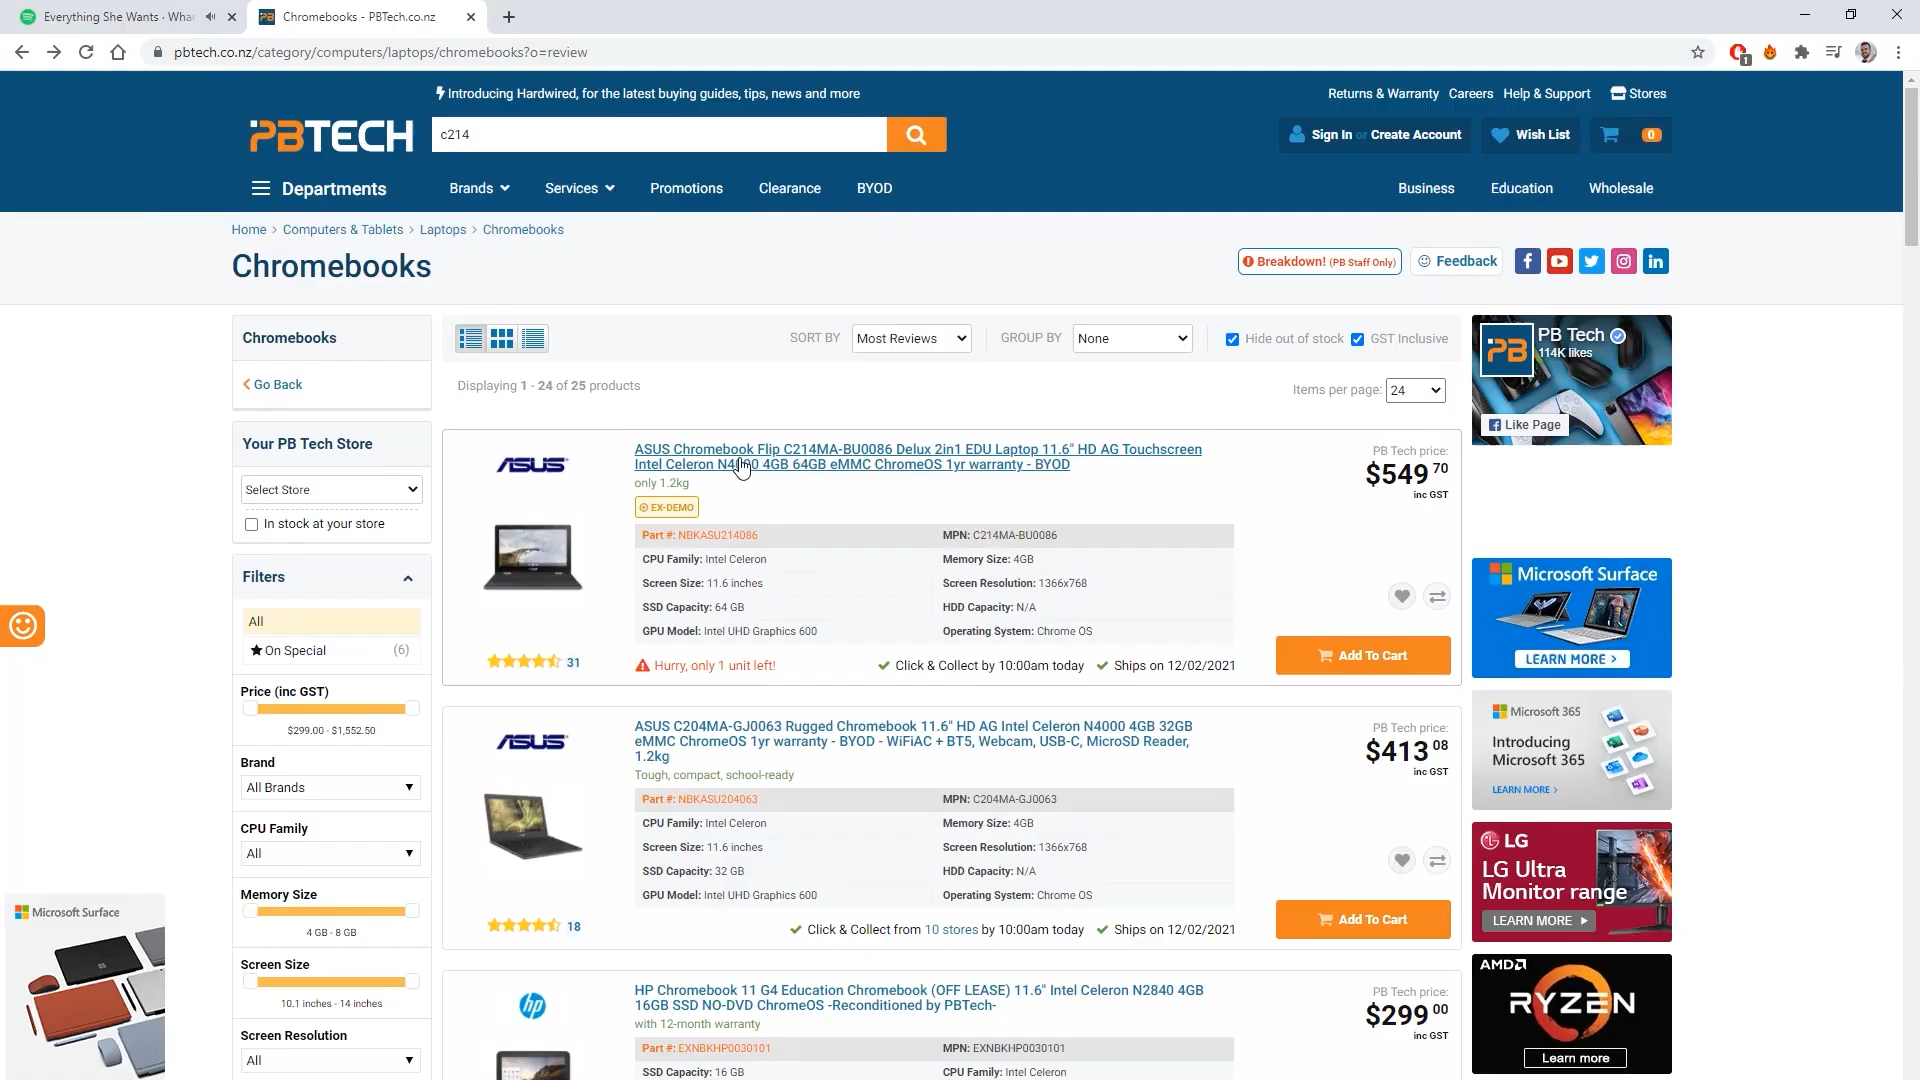 Everything She Wants · Whar
Chromebooks - PBTech.co.nz
pbtech.co.nz/category/computers/laptops/chromebooks?o=review
1
Introducing Hardwired, for the latest buying guides, tips, news and more
Returns & Warranty Careers Help & Support Stores
PBTECH
c214
Sign In or Create Account
Wish List
0
Departments
Brands Services Promotions Clearance BYOD
Business Education Wholesale
Home > Computers & Tablets > Laptops > Chromebooks
Chromebooks
Breakdown! (PB Staff Only)
Feedback
Chromebooks
Go Back
Your PB Tech Store
Select Store
In stock at your store
Filters
All
On Special (6)
Price (inc GST)
$299.00 - $1,552.50
Brand
All Brands
CPU Family
All
Memory Size
4 GB - 8 GB
Screen Size
10.1 inches - 14 inches
Screen Resolution
All
SORT BY Most Reviews
GROUP BY None
Hide out of stock GST Inclusive
Displaying 1 - 24 of 25 products
Items per page: 24
ASUS
ASUS Chromebook Flip C214MA-BU0086 Delux 2in1 EDU Laptop 11.6" HD AG Touchscreen
Intel Celeron N4000 4GB 64GB eMMC ChromeOS 1yr warranty - BYOD
only 1.2kg
EX-DEMO
Part #: NBKASU214086 MPN: C214MA-BU0086
CPU Family: Intel Celeron Memory Size: 4GB
Screen Size: 11.6 inches Screen Resolution: 1366x768
SSD Capacity: 64 GB HDD Capacity: N/A
GPU Model: Intel UHD Graphics 600 Operating System: Chrome OS
31
Hurry, only 1 unit left! Click & Collect by 10:00am today Ships on 12/02/2021
PB Tech price:
$549 70
inc GST
Add To Cart
ASUS
ASUS C204MA-GJ0063 Rugged Chromebook 11.6" HD AG Intel Celeron N4000 4GB 32GB
eMMC ChromeOS 1yr warranty - BYOD - WiFiAC + BT5, Webcam, USB-C, MicroSD Reader,
1.2kg
Tough, compact, school-ready
Part #: NBKASU204063 MPN: C204MA-GJ0063
CPU Family: Intel Celeron Memory Size: 4GB
Screen Size: 11.6 inches Screen Resolution: 1366x768
SSD Capacity: 32 GB HDD Capacity: N/A
GPU Model: Intel UHD Graphics 600 Operating System: Chrome OS
18
Click & Collect from 10 stores by 10:00am today Ships on 12/02/2021
PB Tech price:
$413 08
inc GST
Add To Cart
hp
HP Chromebook 11 G4 Education Chromebook (OFF LEASE) 11.6" Intel Celeron N2840 4GB
16GB SSD NO-DVD ChromeOS -Reconditioned by PBTech-
with 12-month warranty
Part #: EXNBKHP0030101 MPN: EXNBKHP0030101
SSD Capacity: 16 GB CPU Family: Intel Celeron
PB Tech price:
$299 00
inc GST
PB
PB Tech
114K likes
Like Page
Microsoft Surface
LEARN MORE >
Microsoft 365
Introducing
Microsoft 365
LEARN MORE >
LG
LG Ultra
Monitor range
LEARN MORE
AMD
RYZEN
Learn more
Microsoft Surface